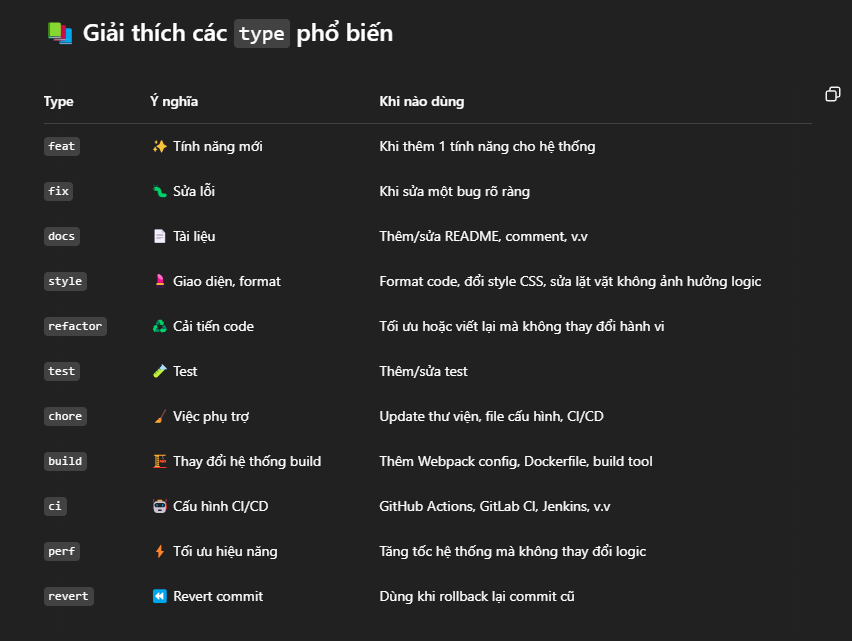 📚 Giải thích các type phổ biến
Type Ý nghĩa Khi nào dùng
feat ✨ Tính năng mới Khi thêm 1 tính năng cho hệ thống
fix 🐛 Sửa lỗi Khi sửa một bug rõ ràng
docs 📄 Tài liệu Thêm/sửa README, comment, v.v
style 💄 Giao diện, format Format code, đổi style CSS, sửa lặt vặt không ảnh hưởng logic
refactor ♻️ Cải tiến code Tối ưu hoặc viết lại mà không thay đổi hành vi
test 🧪 Test Thêm/sửa test
chore 🧹 Việc phụ trợ Update thư viện, file cấu hình, CI/CD
build 🏗️ Thay đổi hệ thống build Thêm Webpack config, Dockerfile, build tool
ci 🤖 Cấu hình CI/CD GitHub Actions, GitLab CI, Jenkins, v.v
perf ⚡ Tối ưu hiệu năng Tăng tốc hệ thống mà không thay đổi logic
revert ⏪ Revert commit Dùng khi rollback lại commit cũ